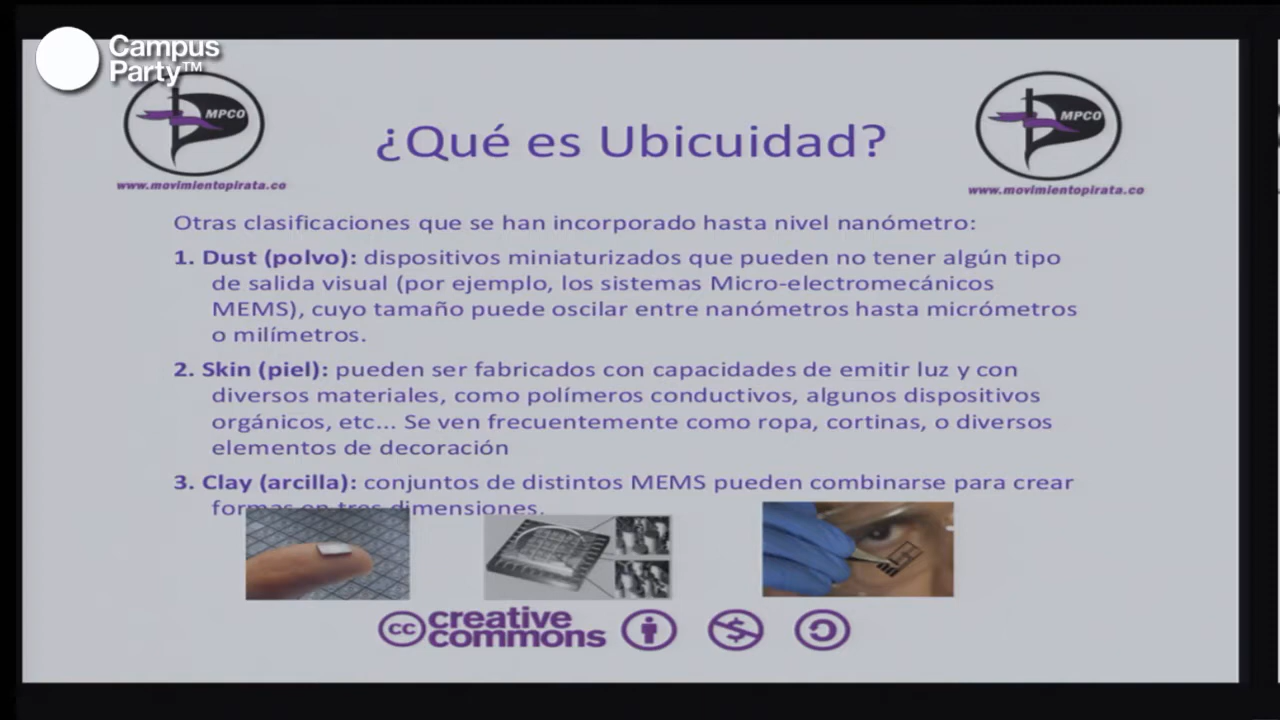 Campus
Party™
MPCO
www.movimientopirata.co
¿Qué es Ubicuidad?
MPCO
www.movimientopirata.co
Otras clasificaciones que se han incorporado hasta nivel nanómetro:
1. Dust (polvo): dispositivos miniaturizados que pueden no tener algún tipo
de salida visual (por ejemplo, los sistemas Micro-electromecánicos
MEMS), cuyo tamaño puede oscilar entre nanómetros hasta micrómetros
o milímetros.
2. Skin (piel): pueden ser fabricados con capacidades de emitir luz y con
diversos materiales, como polímeros conductivos, algunos dispositivos
orgánicos, etc... Se ven frecuentemente como ropa, cortinas, o diversos
elementos de decoración
3. Clay (arcilla): conjuntos de distintos MEMS pueden combinarse para crear
formas en tres dimensiones.
cc creative
commons